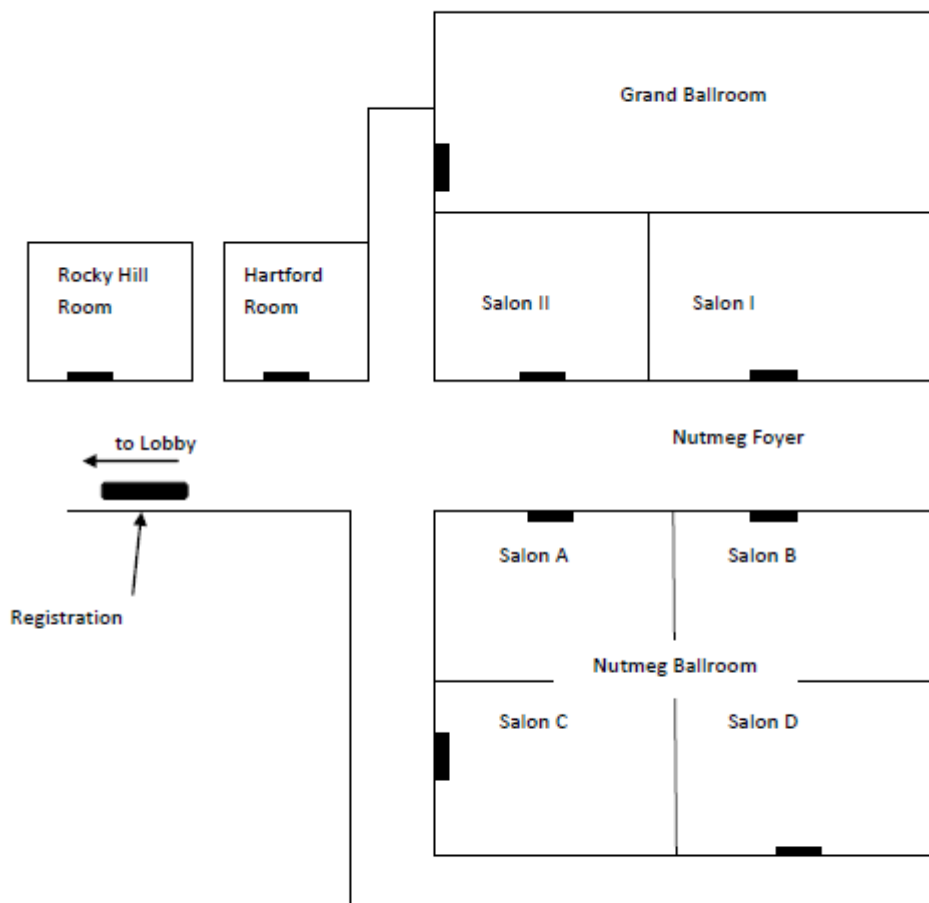 Grand Ballroom
Rocky Hill
Room
Hartford
Room
Salon II
Salon I
to Lobby
Nutmeg Foyer
Registration
Salon A
Salon B
Nutmeg Ballroom
Salon C
Salon D